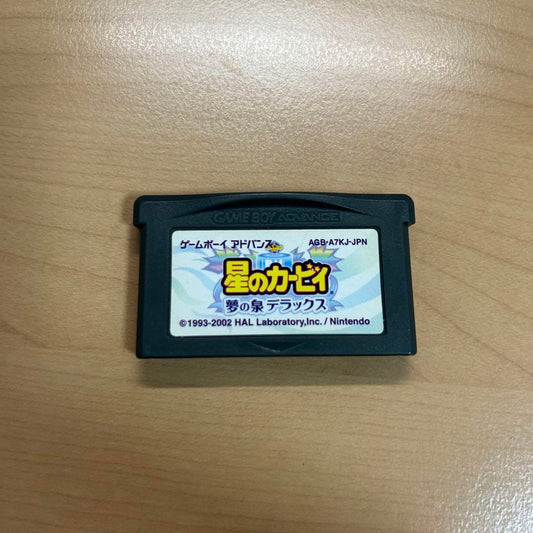 GAME BOY ADVANCE
ゲームボーイ アドバンス AGB-A7KJ-JPN
星のカービィ
夢の泉 デラックス
©1993-2002 HAL Laboratory,Inc. / Nintendo